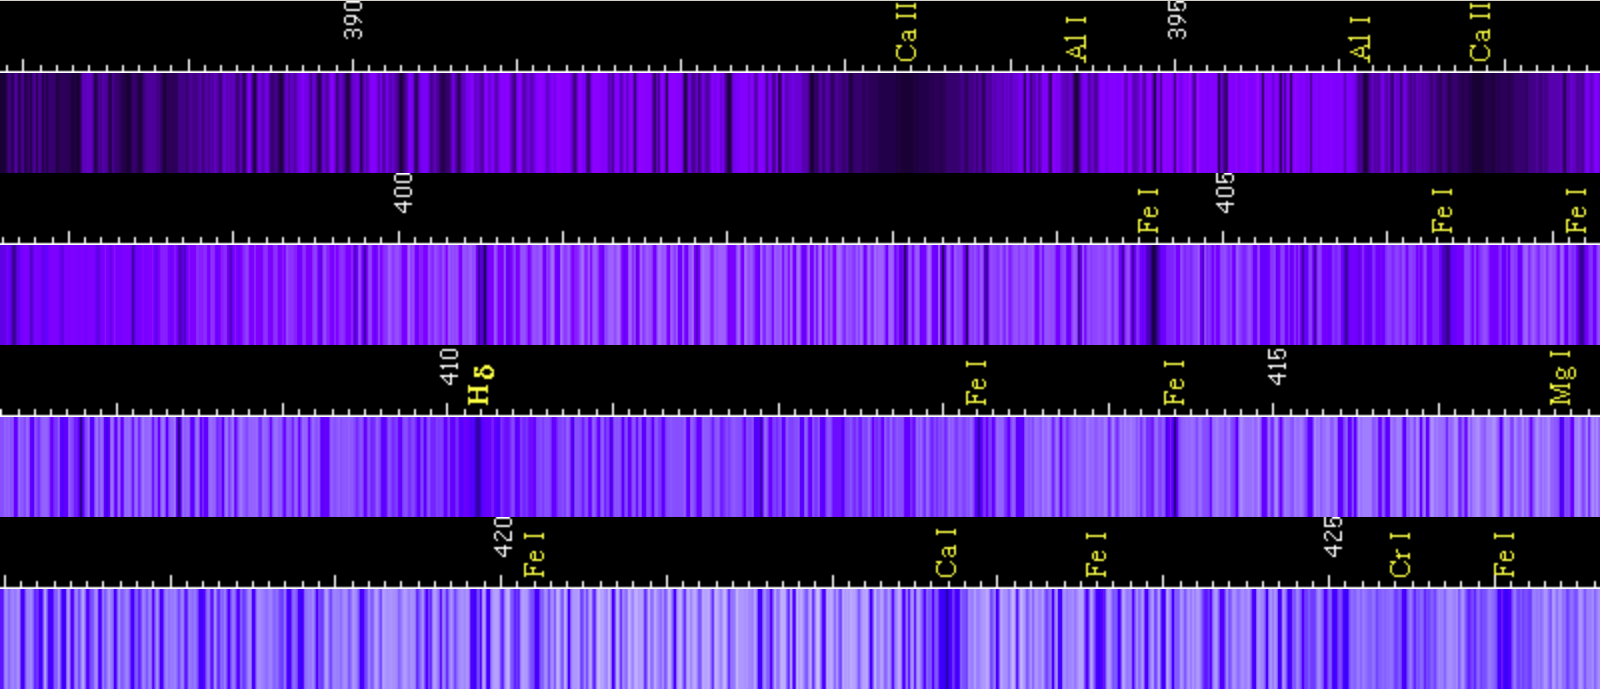 390 Ca II Al I 395 Al I Ca II
400 Fe I 405 Fe I Fe I
410 Hδ Fe I Fe I 415 Mg I
420 Fe I Ca I Fe I 425 Cr I Fe I